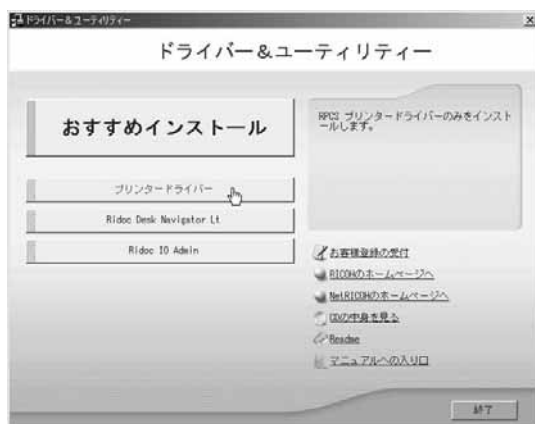 ドライバー&ユーティリティー
ドライバー&ユーティリティー
おすすめインストール
プリンタードライバー
Ridoc Desk Navigator Lt
Ridoc IO Admin
RPCS プリンタードライバーのみをインスト
ールします。
お客様登録の受付
RICOHのホームページへ
NetRICOHのホームページへ
CDの中身を見る
Readme
マニュアルへの入り口
終了